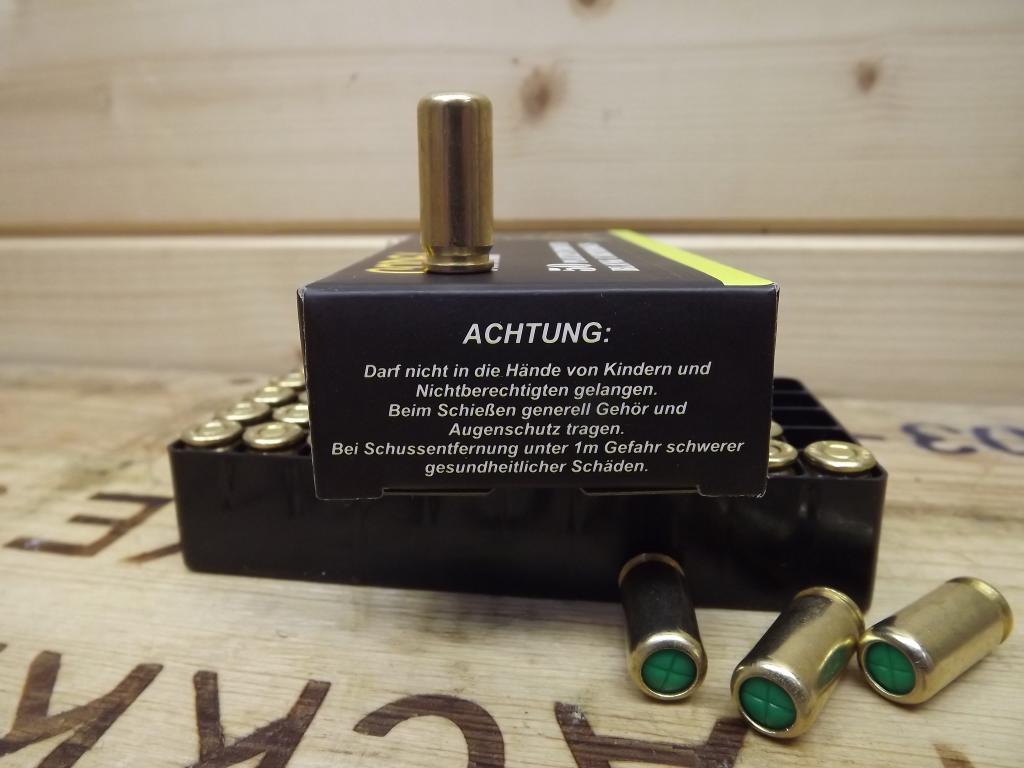 ACHTUNG:
Darf nicht in die Hände von Kindern und
Nichtberechtigten gelangen.
Beim Schießen generell Gehör und
Augenschutz tragen.
Bei Schussentfernung unter 1m Gefahr schwerer
gesundheitlicher Schäden.
03-